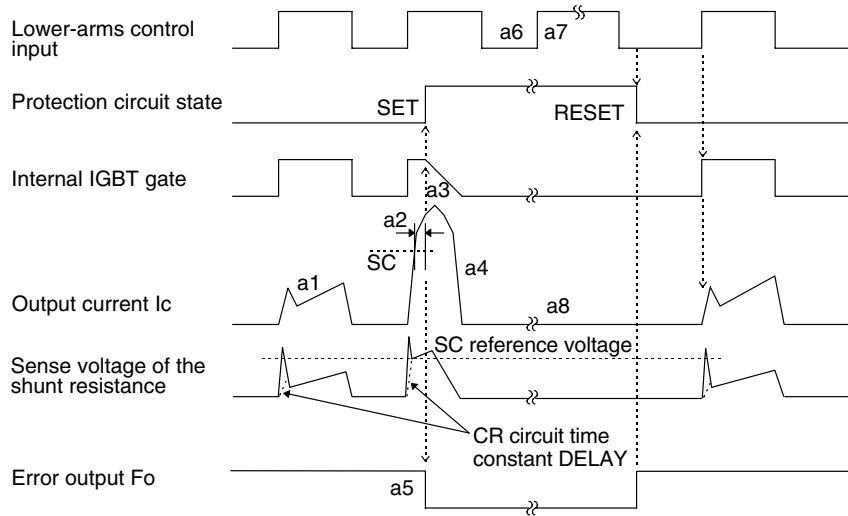 Lower-arms control
input
a6
a7
Protection circuit state
SET
RESET
Internal IGBT gate
a3
a2
SC
a4
a1
Output current Ic
a8
SC reference voltage
Sense voltage of the
shunt resistance
CR circuit time
constant DELAY
Error output Fo
a5